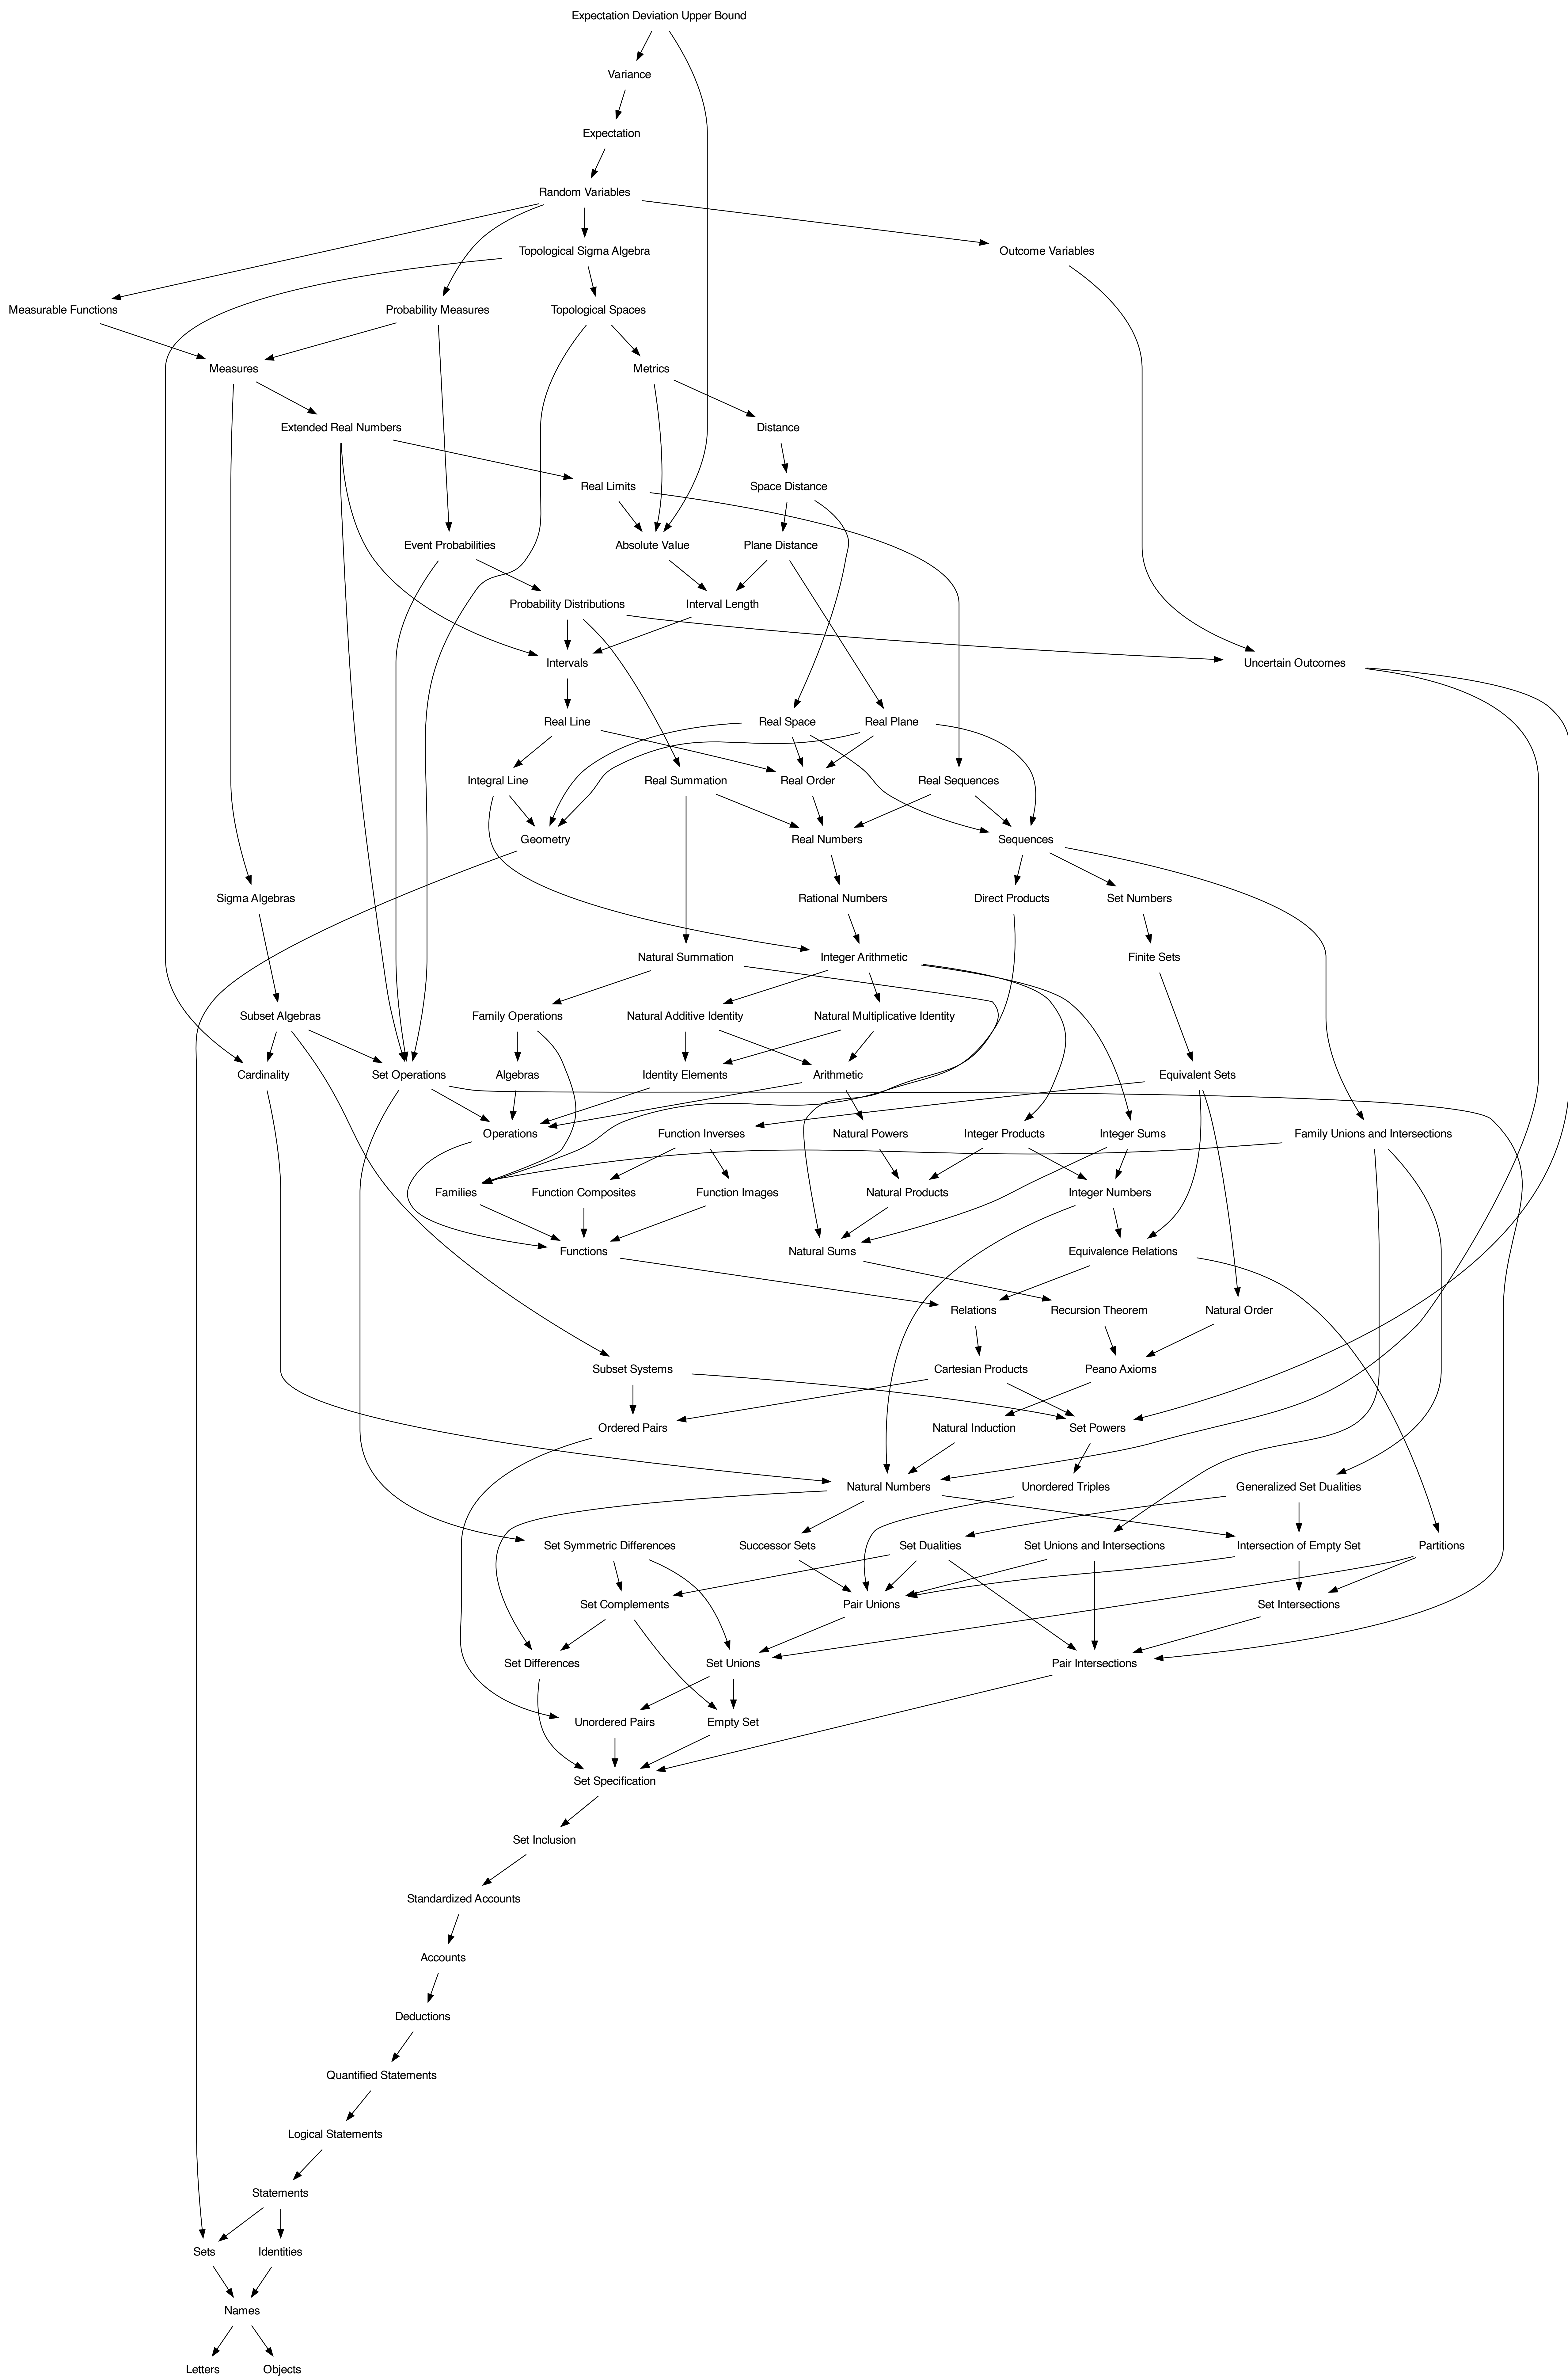 Expectation Deviation Upper Bound
Variance
Expectation
Random Variables
Topological Sigma Algebra
Outcome Variables
Measurable Functions
Probability Measures
Topological Spaces
Measures
Metrics
Extended Real Numbers
Distance
Real Limits
Space Distance
Event Probabilities
Absolute Value
Plane Distance
Probability Distributions
Interval Length
Intervals
Uncertain Outcomes
Real Line
Real Space
Real Plane
Integral Line
Real Summation
Real Order
Real Sequences
Geometry
Real Numbers
Sequences
Sigma Algebras
Rational Numbers
Direct Products
Set Numbers
Natural Summation
Integer Arithmetic
Finite Sets
Subset Algebras
Family Operations
Natural Additive Identity
Natural Multiplicative Identity
Cardinality
Set Operations
Algebras
Identity Elements
Arithmetic
Equivalent Sets
Operations
Function Inverses
Natural Powers
Integer Products
Integer Sums
Family Unions and Intersections
Families
Function Composites
Function Images
Natural Products
Integer Numbers
Functions
Natural Sums
Equivalence Relations
Relations
Recursion Theorem
Natural Order
Subset Systems
Cartesian Products
Peano Axioms
Ordered Pairs
Natural Induction
Set Powers
Natural Numbers
Unordered Triples
Generalized Set Dualities
Set Symmetric Differences
Successor Sets
Set Dualities
Set Unions and Intersections
Intersection of Empty Set
Partitions
Set Complements
Pair Unions
Set Intersections
Set Differences
Set Unions
Pair Intersections
Unordered Pairs
Empty Set
Set Specification
Set Inclusion
Standardized Accounts
Accounts
Deductions
Quantified Statements
Logical Statements
Statements
Sets
Identities
Names
Letters
Objects